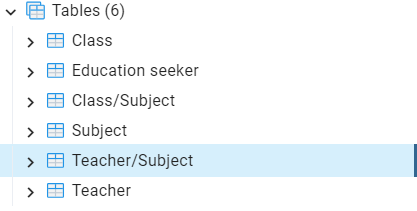 Tables (6)
Class
Education seeker
Class/Subject
Subject
Teacher/Subject
Teacher